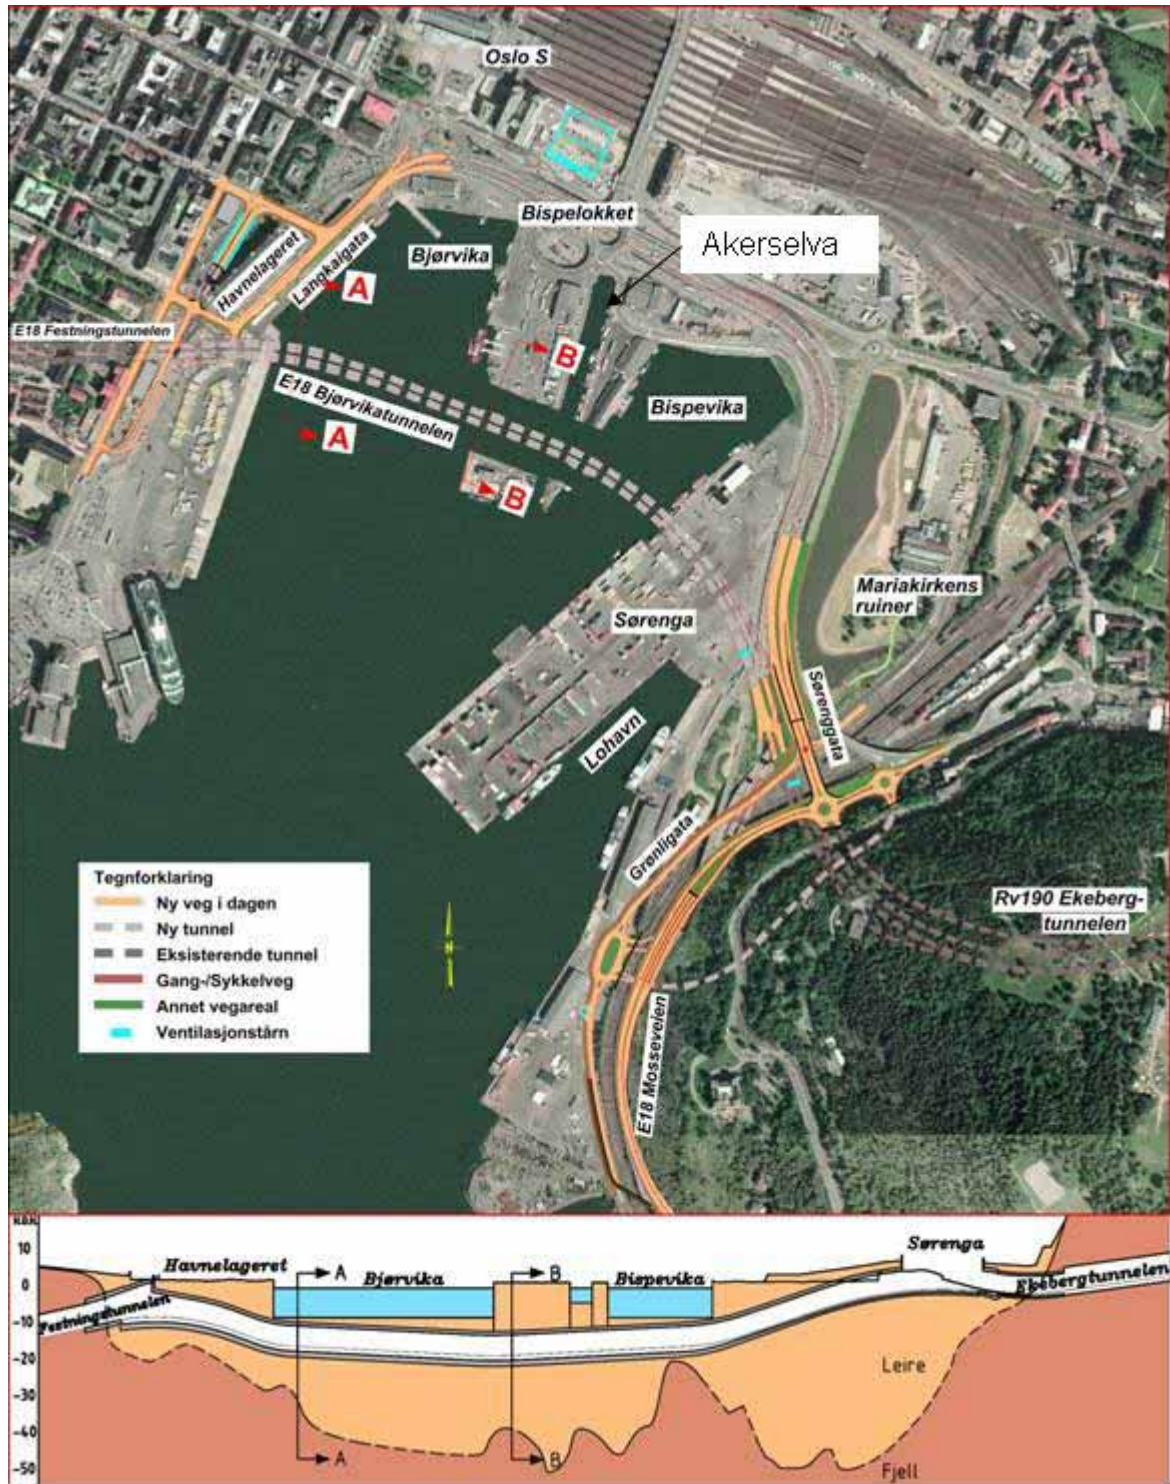 Oslo S
Bispelokket
Akerselva
Bjørvika
Havnelageret
Langkaigata
A
E18 Festningstunnelen
B
E18 Bjørvikatunnelen
Bispevika
A
B
Mariakirkens
ruiner
Sørenga
Sørenggata
Lohavn
Grønligata
Tegnforklaring
Ny veg i dagen
Ny tunnel
Eksisterende tunnel
Gang-/Sykkelveg
Annet vegareal
Ventilasjonstårn
N
Rv190 Ekeberg-
tunnelen
E18 Mosseveien
10
0
-10
-20
-30
-40
-50
Havnelageret
A
Bjørvika
B
Bispevika
Sørenga
Festningstunnelen
Ekebergtunnelen
Leire
A
B
Fjell